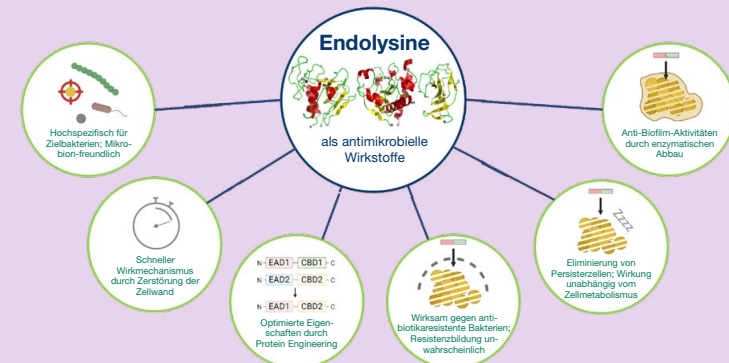 Endolysine
als antimikrobielle
Wirkstoffe
Hochspezifisch für
Zielbakterien; Mikro-
bion-freundlich
Schneller
Wirkmechanismus
durch Zerstörung der
Zellwand
N EAD1 CBD1 C
N EAD2 CBD2 C
N EAD1 CBD2 C
Optimierte Eigen-
schaften durch
Protein Engineering
Wirksam gegen anti-
biotikaresistente Bakterien;
Resistenzbildung un-
wahrscheinlich
Zzzz
Eliminierung von
Persisterzellen; Wirkung
unabhängig vom
Zellmetabolismus
Anti-Biofilm-Aktivitäten
durch enzymatischen
Abbau